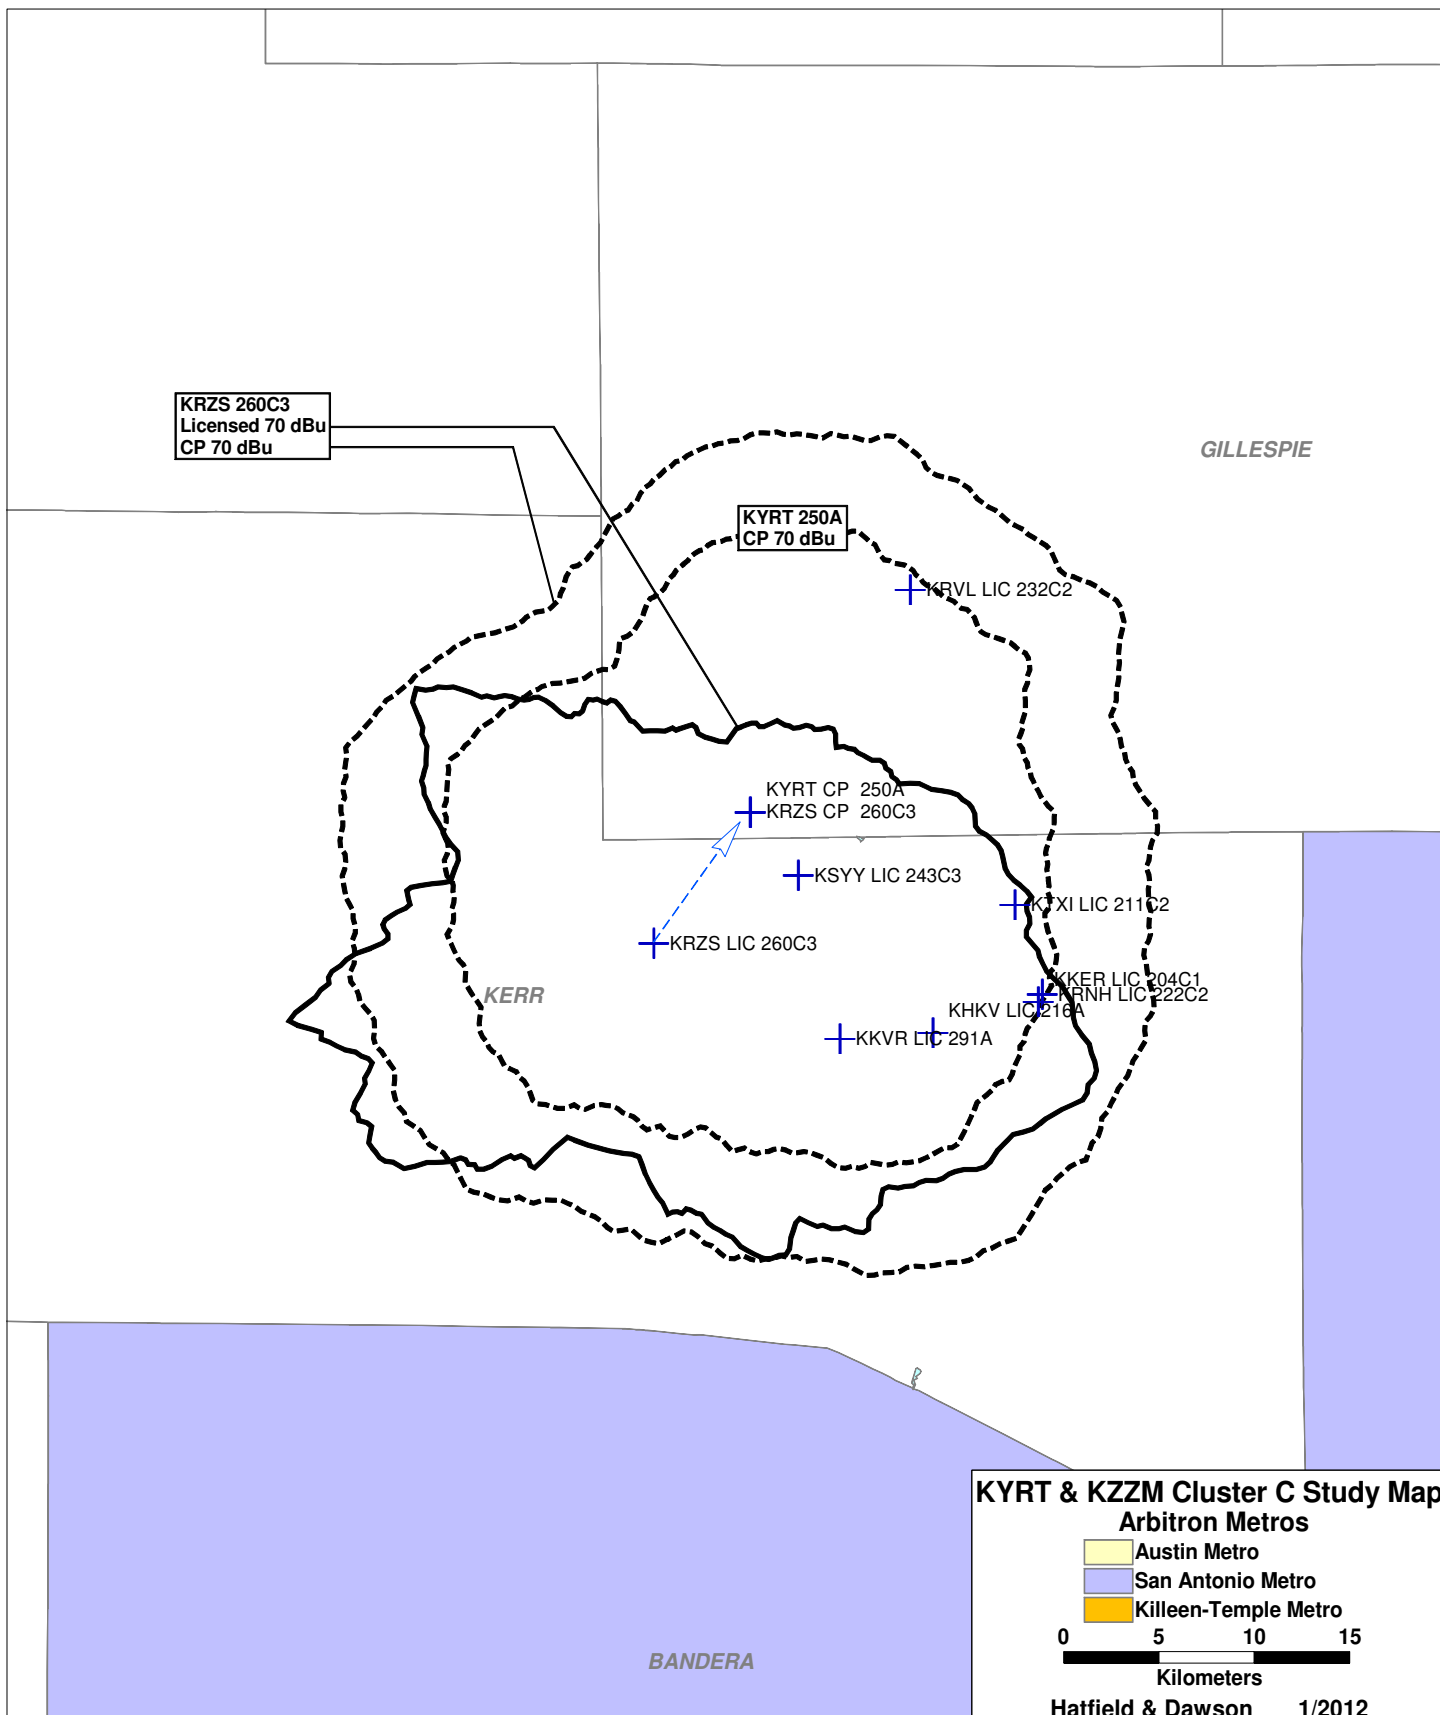 KRZS 260C3
Licensed 70 dBu
CP 70 dBu
GILLESPIE
KYRT 250A
CP 70 dBu
KRVL LIC 232C2
KYRT CP 250A
KRZS CP 260C3
KSYY LIC 243C3
KTXI LIC 211C2
KRZS LIC 260C3
KERR
KKER LIC 204C1
KRNH LIC 222C2
KHKV LIC 216A
KKVR LIC 291A
BANDERA
KYRT & KZZM Cluster C Study Map
Arbitron Metros
Austin Metro
San Antonio Metro
Killeen-Temple Metro
0 5 10 15
Kilometers
Hatfield & Dawson 1/2012